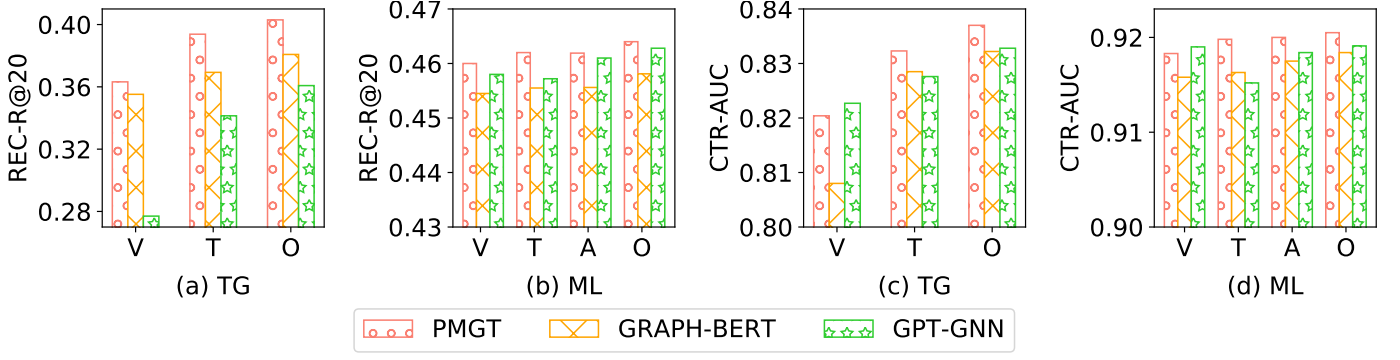 REC-R@20
0.40
0.36
0.32
0.28
V T O
(a) TG
REC-R@20
0.47
0.46
0.45
0.44
0.43
V T A O
(b) ML
CTR-AUC
0.84
0.83
0.82
0.81
0.80
V T O
(c) TG
CTR-AUC
0.92
0.91
0.90
V T A O
(d) ML
PMGT GRAPH-BERT GPT-GNN